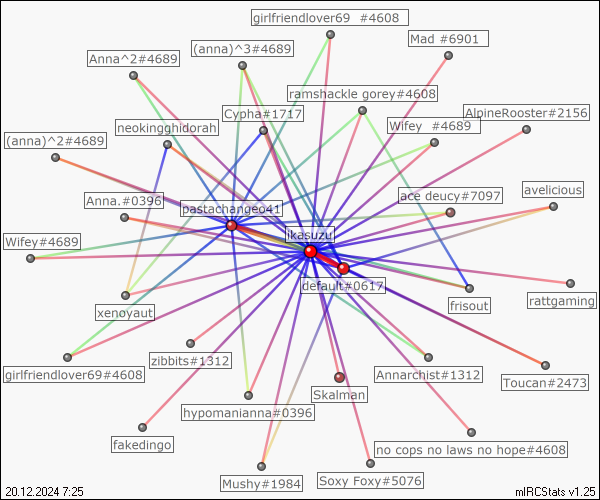 girlfriendlover69 #4608
Mad #6901
(anna)^3#4689
Anna^2#4689
ramshackle gorey#4608
Cypha#1717
AlpineRooster#2156
neokingghidorah
Wifey #4689
(anna)^2#4689
ace deucy#7097
avelicious
Anna.#0396
pastachangeo41
ikasuzu
Wifey#4689
default#0617
xenoyaut
frisout
rattgaming
zibbits#1312
girlfriendlover69#4608
Annarchist#1312
Toucan#2473
Skalman
hypomanianna#0396
fakedingo
no cops no laws no hope#4608
Mushy#1984
Soxy Foxy#5076
20.12.2024 7:25
mIRCStats v1.25